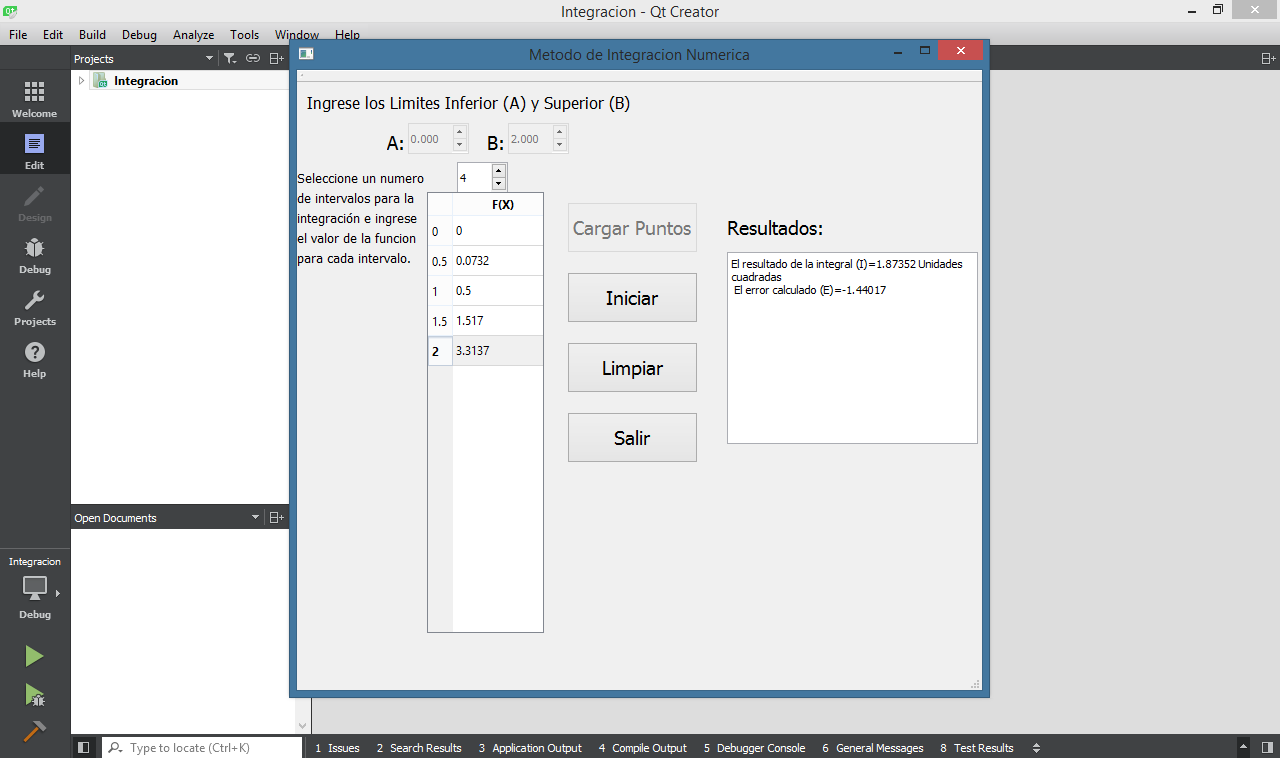 Integracion - Qt Creator
File Edit Build Debug Analyze Tools Window Help
Projects
Integracion
Welcome
Edit
Design
Debug
Projects
Help
Open Documents
Integracion
Debug
Metodo de Integracion Numerica
Ingrese los Limites Inferior (A) y Superior (B)
A: 0.000 B: 2.000
Seleccione un numero
de intervalos para la
integración e ingrese
el valor de la funcion
para cada intervalo.
4
F(X)
0 0
0.5 0.0732
1 0.5
1.5 1.517
2 3.3137
Cargar Puntos
Iniciar
Limpiar
Salir
Resultados:
El resultado de la integral (I)=1.87352 Unidades
cuadradas
El error calculado (E)=-1.44017
Type to locate (Ctrl+K)
1 Issues 2 Search Results 3 Application Output 4 Compile Output 5 Debugger Console 6 General Messages 8 Test Results